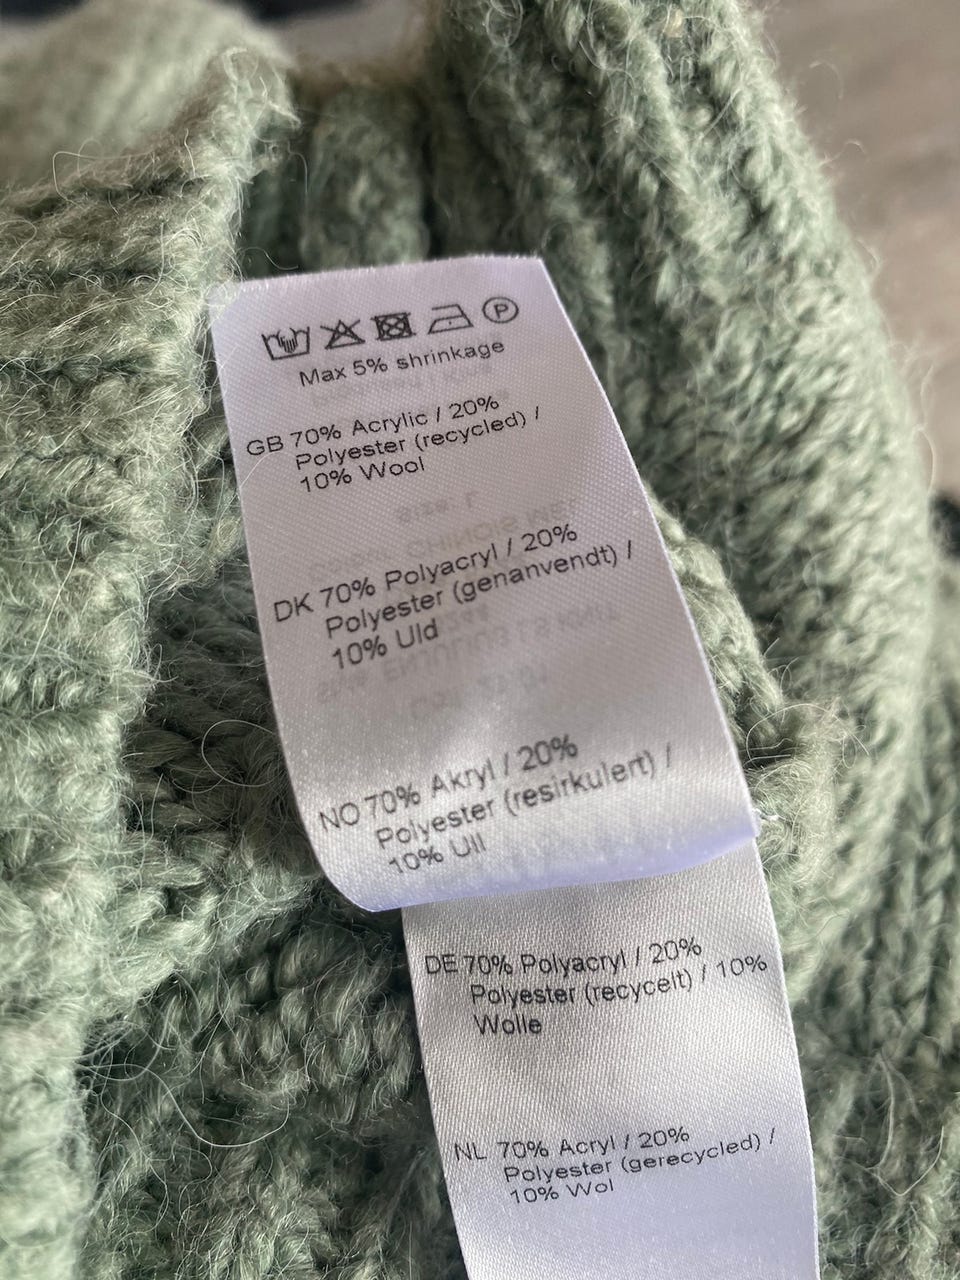 P
Max 5% shrinkage
GB 70% Acrylic / 20%
Polyester (recycled) /
10% Wool
DK 70% Polyacryl / 20%
Polyester (genanvendt) /
10% Uld
NO 70% Akryl / 20%
Polyester (resirkulert) /
10% Ull
DE 70% Polyacryl / 20%
Polyester (recycelt) / 10%
Wolle
NL 70% Acryl / 20%
Polyester (gerecycled) /
10% Wol